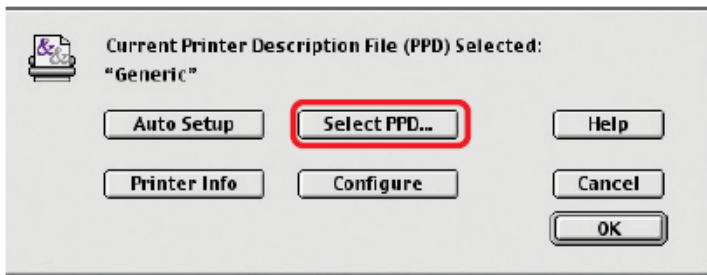 Current Printer Description File (PPD) Selected:
“Generic”
Auto Setup
Select PPD...
Help
Printer Info
Configure
Cancel
OK